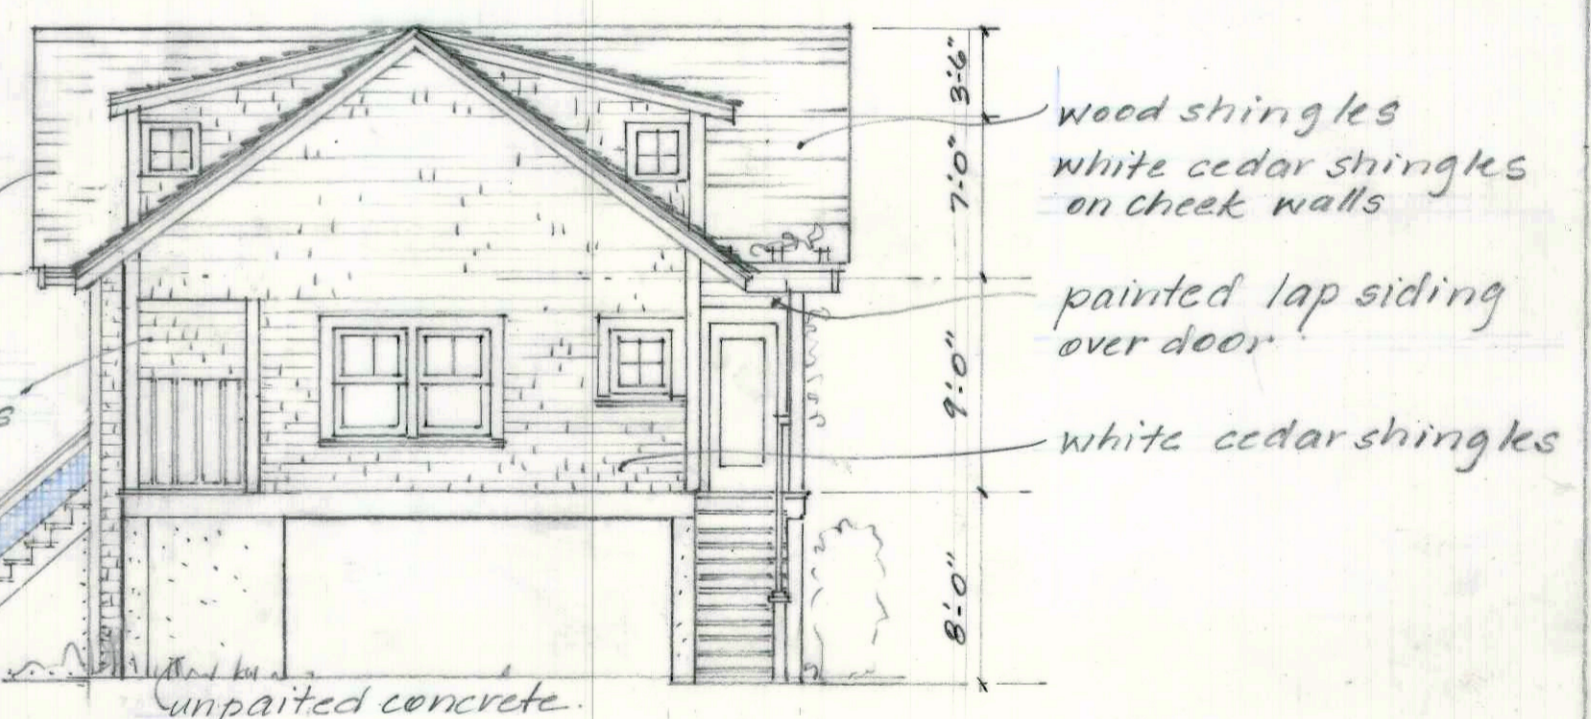 3'-6"
wood shingles
white cedar shingles
on cheek walls
7'-0"
painted lap siding
over door
9'-0"
white cedar shingles
8'-0"
s
unpaited concrete.